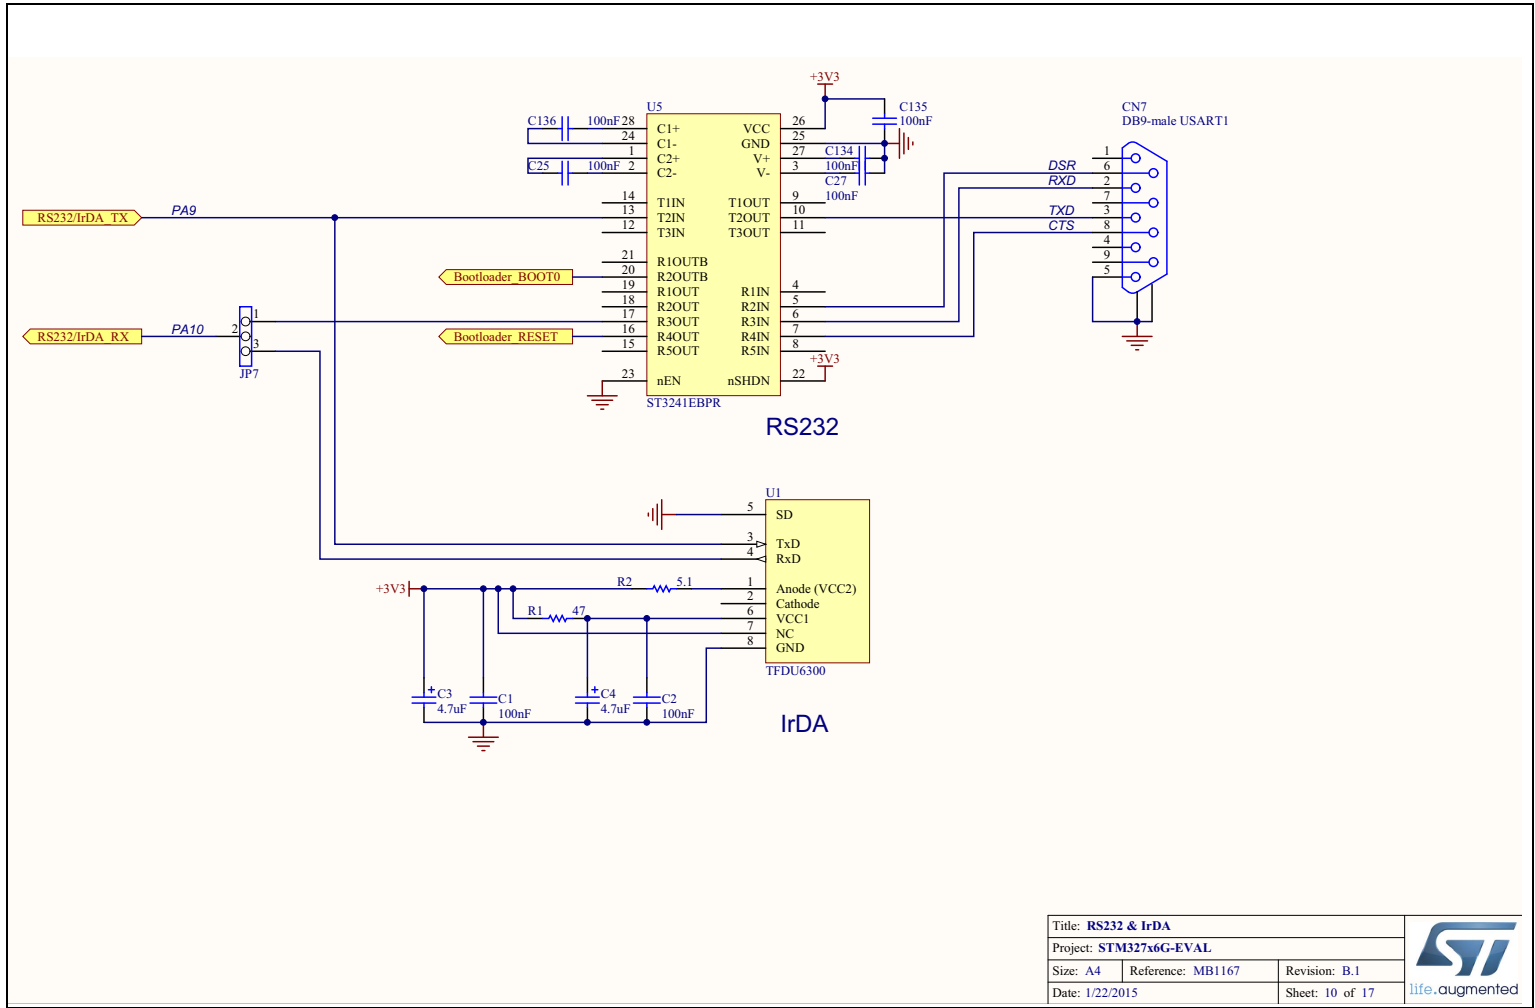 +3V3
U5
C135
100nF
CN7
DB9-male USART1
C136 100nF 28 C1+ VCC 26
24 C1- GND 25
1 C2+ V+ 27 C134
C25 100nF 2 C2- V- 3 100nF
C27
100nF
14 T1IN T1OUT 9
RS232/IrDA_TX PA9 13 T2IN T2OUT 10
12 T3IN T3OUT 11
1
DSR 6
RXD 2
7
TXD 3
CTS 8
4
9
5
21 R1OUTB
Bootloader_BOOT0 20 R2OUTB
19 R1OUT R1IN 4
18 R2OUT R2IN 5
1 17 R3OUT R3IN 6
RS232/IrDA_RX PA10 2 Bootloader_RESET 16 R4OUT R4IN 7
3 15 R5OUT R5IN 8
+3V3
JP7 23 nEN nSHDN 22
ST3241EBPR
RS232
U1
5 SD
3 TxD
4 RxD
+3V3 R2 5.1 1 Anode (VCC2)
2 Cathode
R1 47 6 VCC1
7 NC
8 GND
TFDU6300
+ C3 C1 + C4 C2
4.7uF 100nF 4.7uF 100nF
IrDA
Title: RS232 & IrDA
Project: STM327x6G-EVAL
Size: A4 Reference: MB1167 Revision: B.1
Date: 1/22/2015 Sheet: 10 of 17
ST
life.augmented